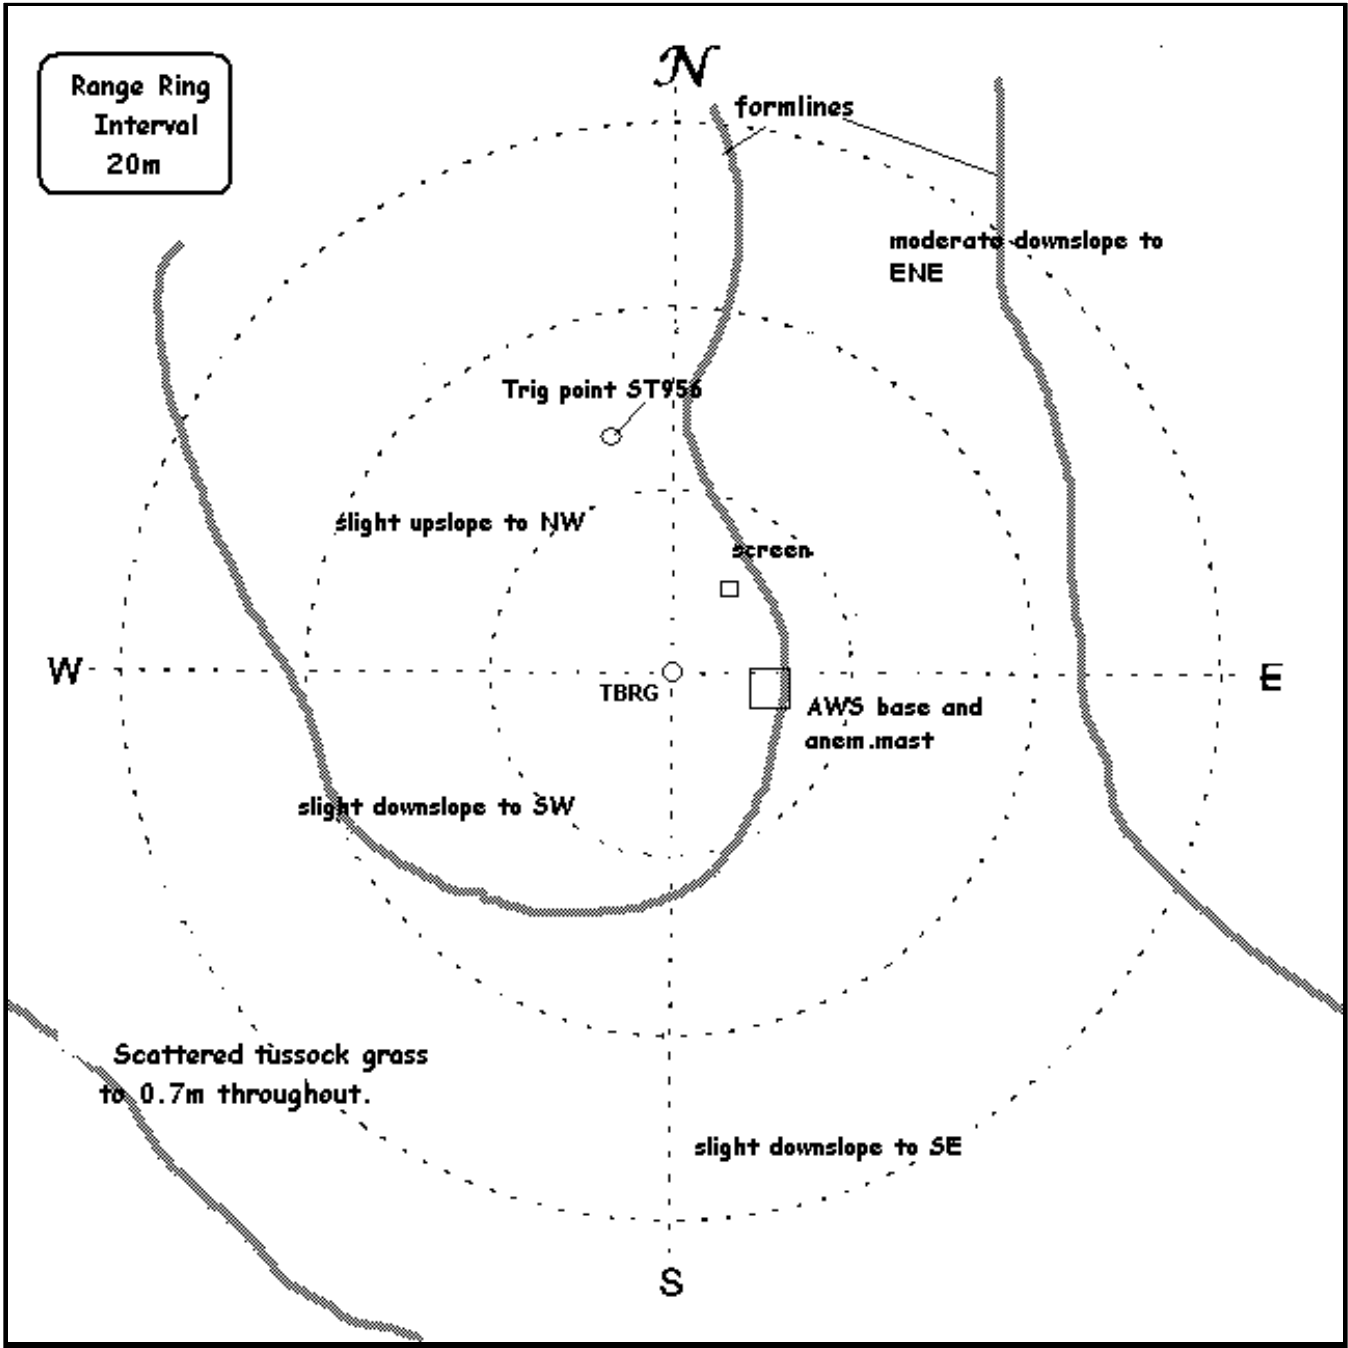 N
Range Ring
Interval
20m
formlines
moderate downslope to
ENE
Trig point ST956
slight upslope to NW
screen
W
E
TBRG
AWS base and
anem.mast
slight downslope to SW
Scattered tussock grass
to 0.7m throughout.
slight downslope to SE
S